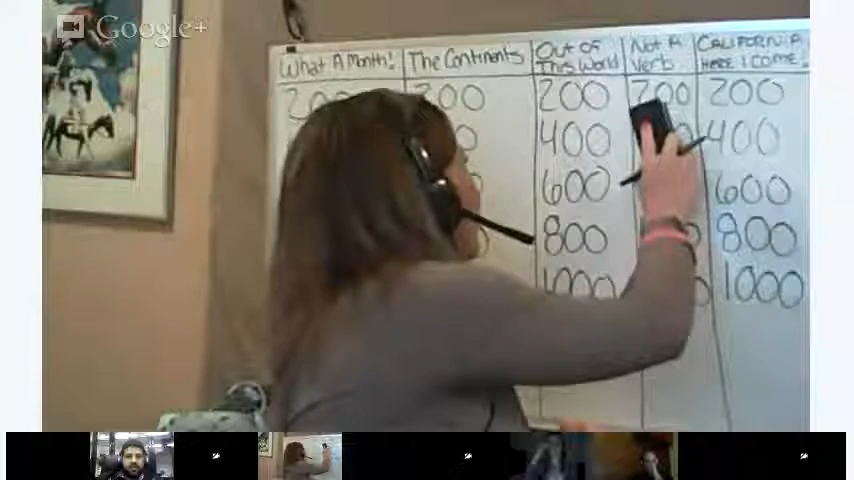 Google+
What A Month!
The Continents
Out of
This World
Not A
Verb
CALIFORNIA
HERE I COME!
200 200 200 200 200
400 400
600 600
800 800
1000 1000